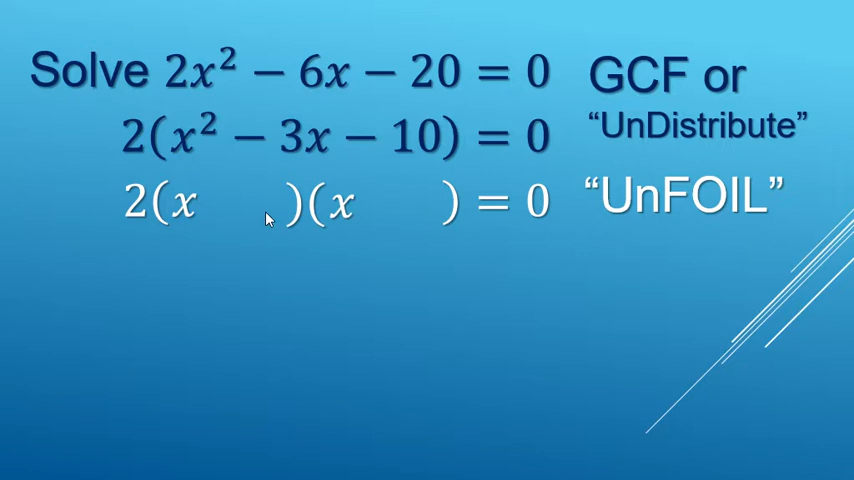 Solve 2x² − 6x − 20 = 0 GCF or
2(x² − 3x − 10) = 0 “UnDistribute”
2(x )(x ) = 0 “UnFOIL”